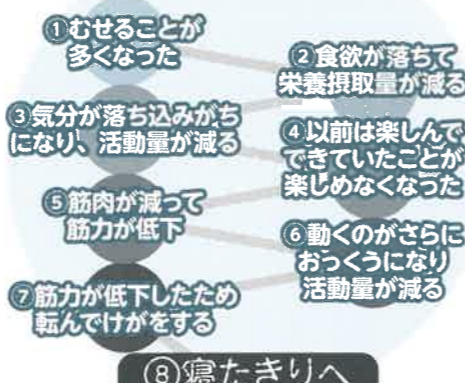 ①むせることが
多くなった
②食欲が落ちて
栄養摂取量が減る
③気分が落ち込みがち
になり、活動量が減る
④以前は楽しんで
できていたことが
楽しめなくなった
⑤筋肉が減って
筋力が低下
⑥動くのがさらに
おっくうになり
活動量が減る
⑦筋力が低下したため
転んでけがをする
⑧寝たきりへ